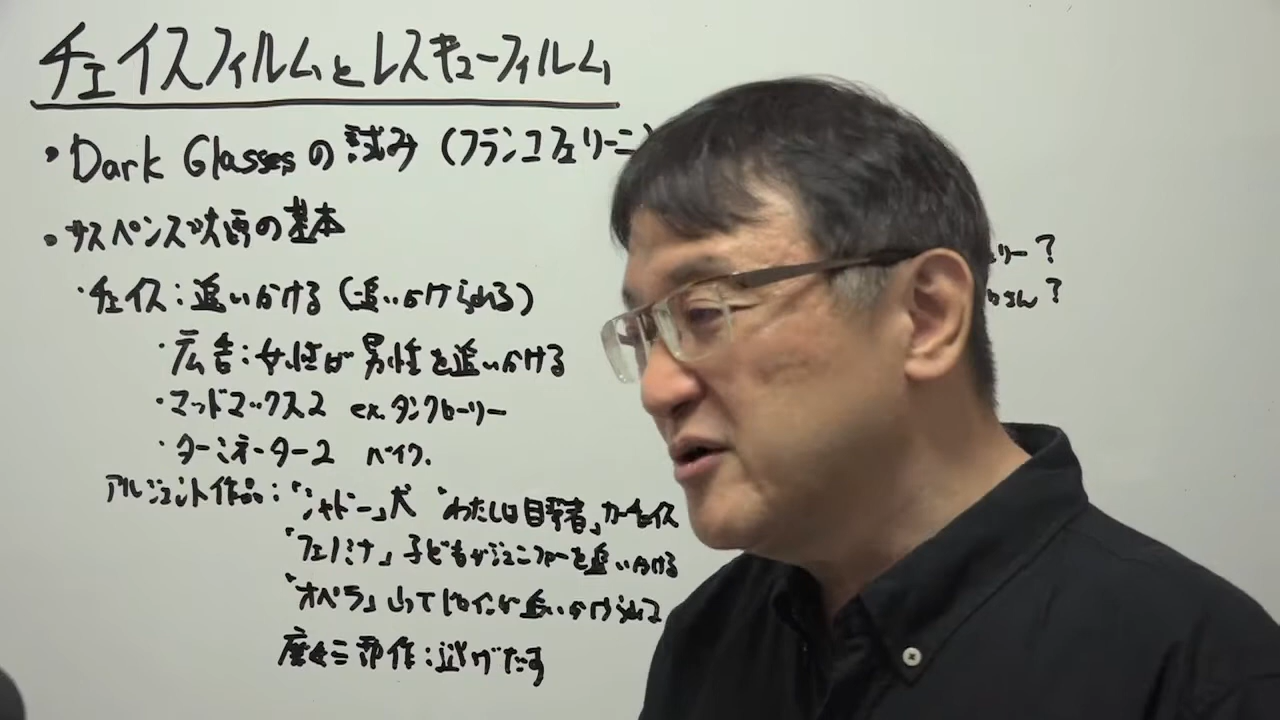 チェイスフィルムとレスキューフィルム
・Dark Glassesの試み（フランコフェリーニ）
・サスペンス映画の基本
・チェイス：追いかける（追いかけられる）
・広告：女性が男性を追いかける
・マッドマックス2 ex.タンクローリー
・ターミネーター2 バイク.
アルジェント作品：「シャドー」犬 「わたしは目撃者」カーチェイス
「フェノミナ」子どもがジェニファーを追いかける
「オペラ」山でヒロインが追いかけられる
魔女三部作：逃げだす
リー？
さん？